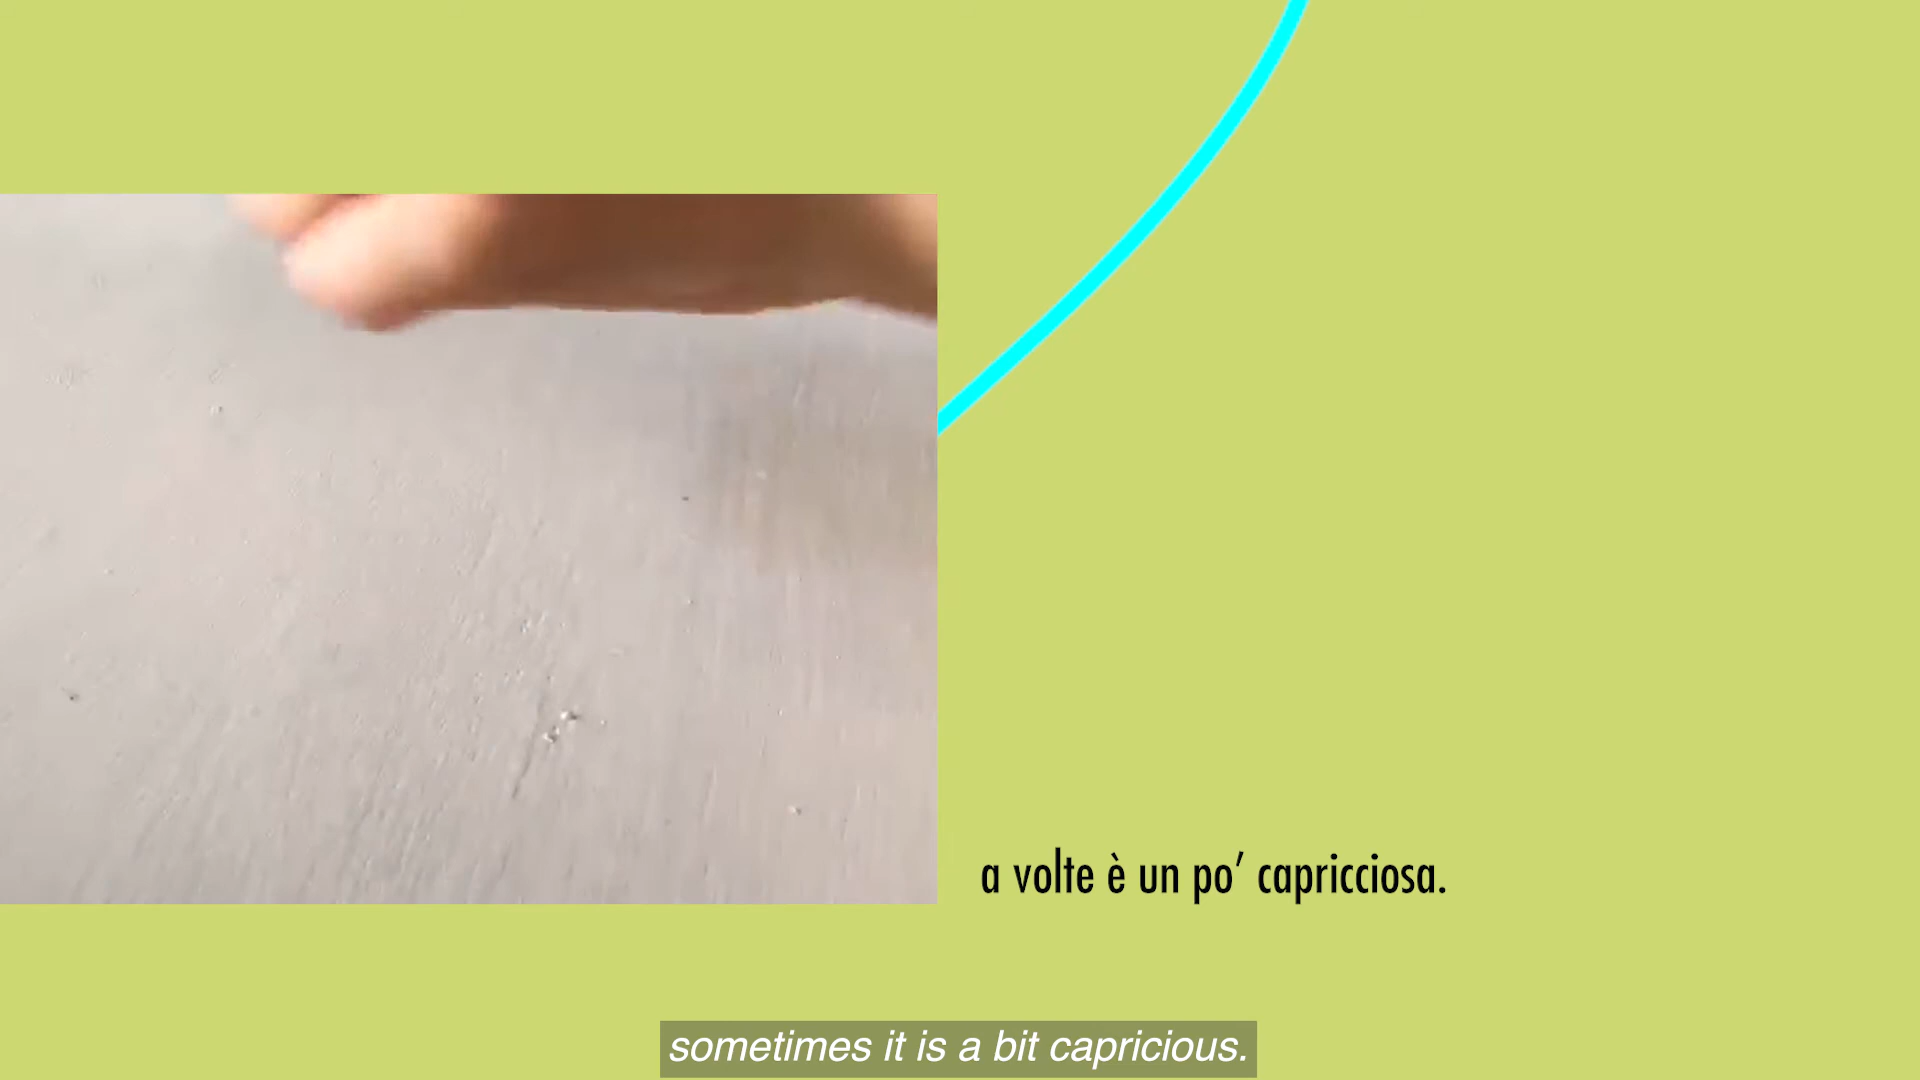 a volte è un po’ capricciosa.
sometimes it is a bit capricious.